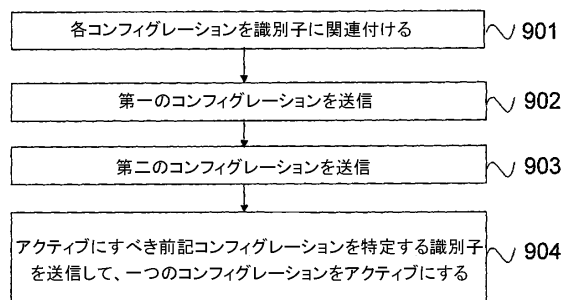 各コンフィグレーションを識別子に関連付ける
901
第一のコンフィグレーションを送信
902
第二のコンフィグレーションを送信
903
アクティブにすべき前記コンフィグレーションを特定する識別子
を送信して、一つのコンフィグレーションをアクティブにする
904